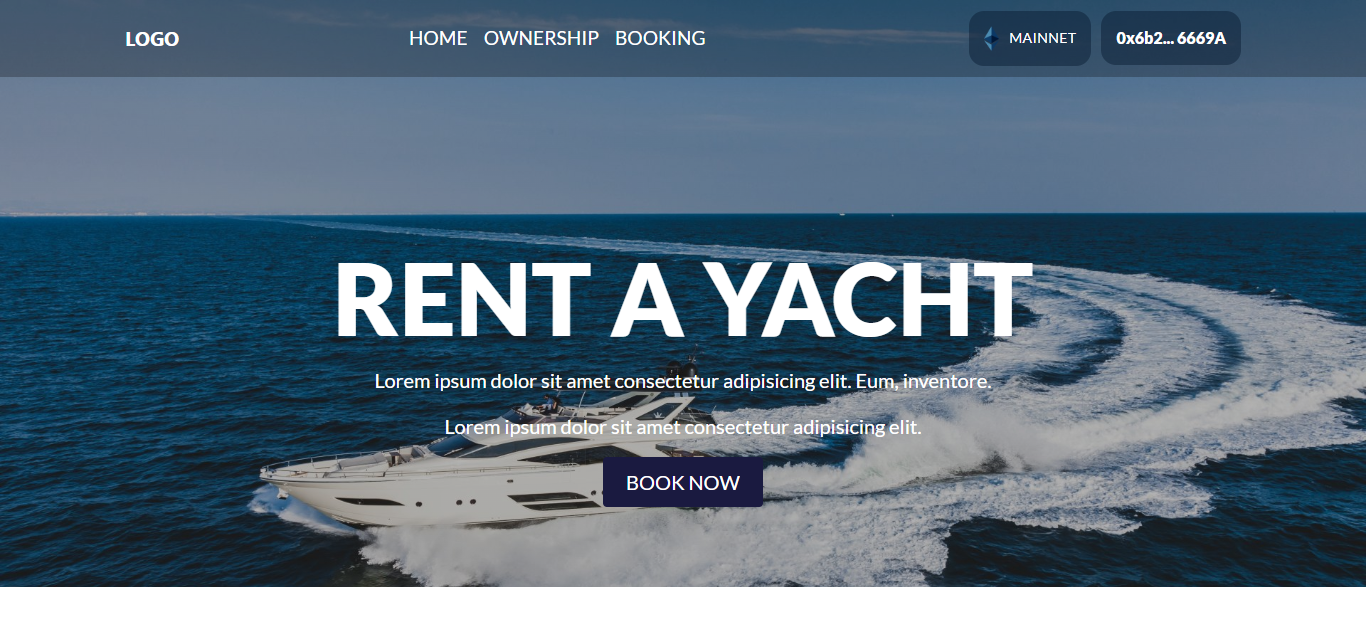 LOGO
HOME OWNERSHIP BOOKING
MAINNET
0x6b2... 6669A
RENT A YACHT
Lorem ipsum dolor sit amet consectetur adipisicing elit. Eum, inventore.
Lorem ipsum dolor sit amet consectetur adipisicing elit.
BOOK NOW